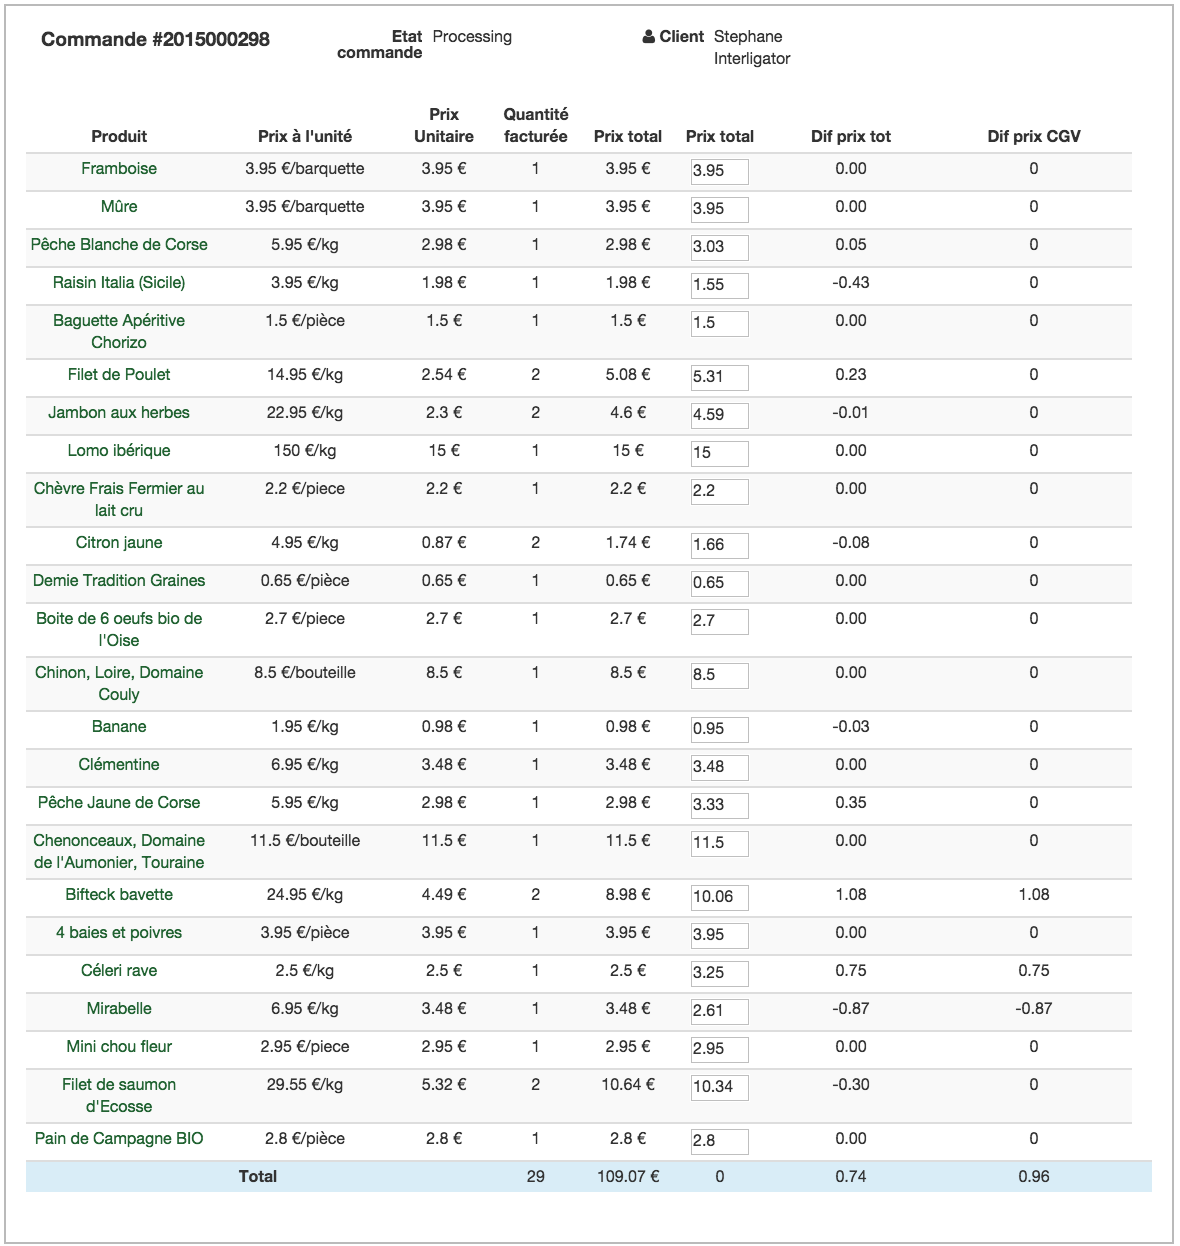 Commande #2015000298
Etat commande Processing
Client Stephane
Interligator
Produit Prix à l'unité Prix Unitaire Quantité facturée Prix total Prix total Dif prix tot Dif prix CGV
Framboise 3.95 €/barquette 3.95 € 1 3.95 € 3.95 0.00 0
Mûre 3.95 €/barquette 3.95 € 1 3.95 € 3.95 0.00 0
Pêche Blanche de Corse 5.95 €/kg 2.98 € 1 2.98 € 3.03 0.05 0
Raisin Italia (Sicile) 3.95 €/kg 1.98 € 1 1.98 € 1.55 -0.43 0
Baguette Apéritive 1.5 €/pièce 1.5 € 1 1.5 € 1.5 0.00 0
Chorizo
Filet de Poulet 14.95 €/kg 2.54 € 2 5.08 € 5.31 0.23 0
Jambon aux herbes 22.95 €/kg 2.3 € 2 4.6 € 4.59 -0.01 0
Lomo ibérique 150 €/kg 15 € 1 15 € 15 0.00 0
Chèvre Frais Fermier au 2.2 €/piece 2.2 € 1 2.2 € 2.2 0.00 0
lait cru
Citron jaune 4.95 €/kg 0.87 € 2 1.74 € 1.66 -0.08 0
Demie Tradition Graines 0.65 €/pièce 0.65 € 1 0.65 € 0.65 0.00 0
Boite de 6 oeufs bio de 2.7 €/piece 2.7 € 1 2.7 € 2.7 0.00 0
l'Oise
Chinon, Loire, Domaine 8.5 €/bouteille 8.5 € 1 8.5 € 8.5 0.00 0
Couly
Banane 1.95 €/kg 0.98 € 1 0.98 € 0.95 -0.03 0
Clémentine 6.95 €/kg 3.48 € 1 3.48 € 3.48 0.00 0
Pêche Jaune de Corse 5.95 €/kg 2.98 € 1 2.98 € 3.33 0.35 0
Chenonceaux, Domaine 11.5 €/bouteille 11.5 € 1 11.5 € 11.5 0.00 0
de l'Aumonier, Touraine
Bifteck bavette 24.95 €/kg 4.49 € 2 8.98 € 10.06 1.08 1.08
4 baies et poivres 3.95 €/pièce 3.95 € 1 3.95 € 3.95 0.00 0
Céleri rave 2.5 €/kg 2.5 € 1 2.5 € 3.25 0.75 0.75
Mirabelle 6.95 €/kg 3.48 € 1 3.48 € 2.61 -0.87 -0.87
Mini chou fleur 2.95 €/piece 2.95 € 1 2.95 € 2.95 0.00 0
Filet de saumon 29.55 €/kg 5.32 € 2 10.64 € 10.34 -0.30 0
d'Ecosse
Pain de Campagne BIO 2.8 €/pièce 2.8 € 1 2.8 € 2.8 0.00 0
Total 29 109.07 € 0 0.74 0.96